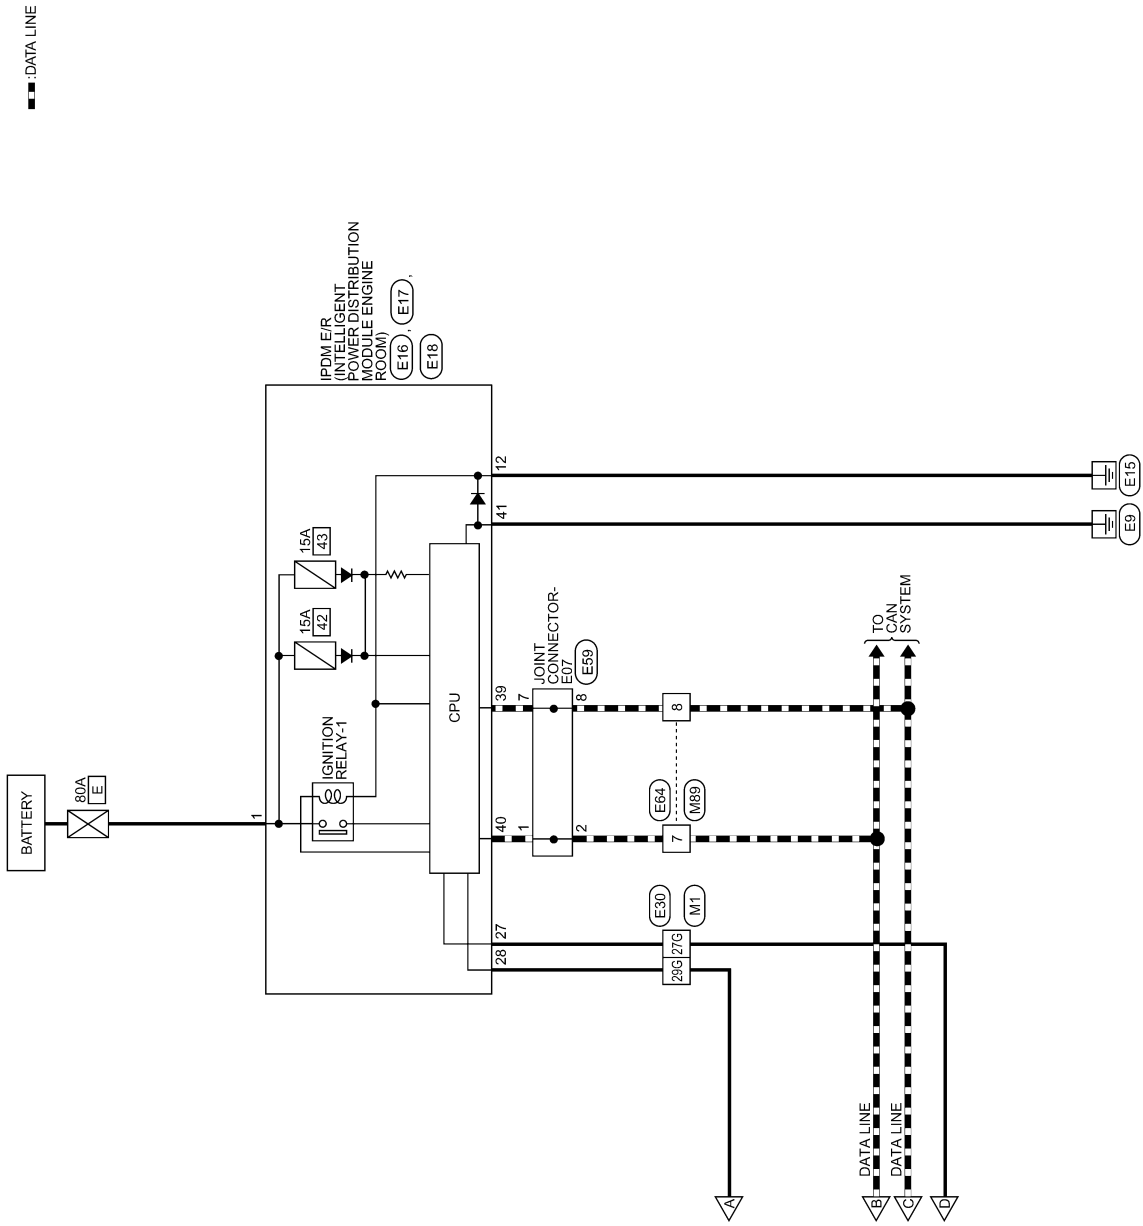 :DATA LINE
BATTERY
80A
E
1
IPDM E/R
(INTELLIGENT
POWER DISTRIBUTION
MODULE ENGINE
ROOM)
E16 , E17 ,
E18
15A
43
15A
42
IGNITION
RELAY-1
CPU
12
41
39
40
27
28
JOINT
CONNECTOR-
E07
E59
7
8
1
2
8
7
E64
M89
E30
M1
27G
29G
E15
E9
TO
CAN
SYSTEM
DATA LINE
DATA LINE
A
B
C
D